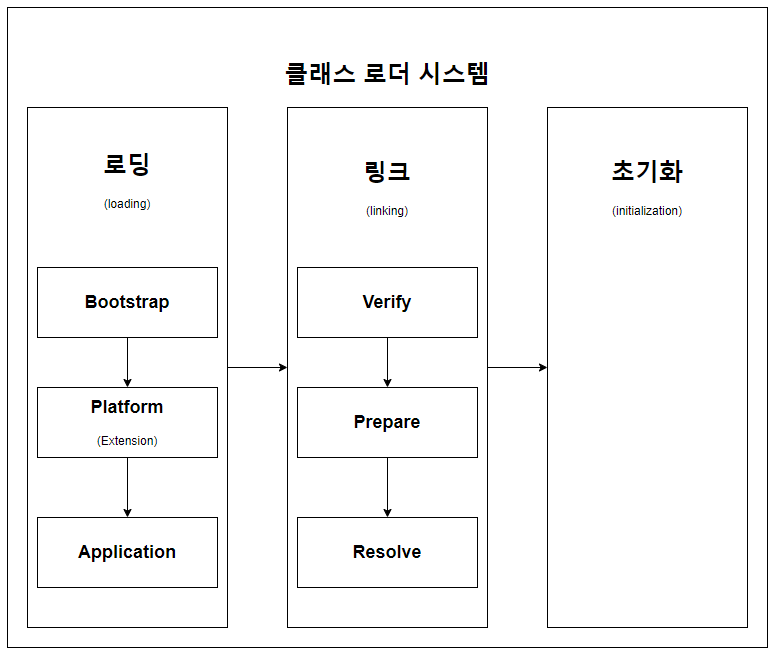 클래스 로더 시스템
로딩
(loading)
Bootstrap
Platform
(Extension)
Application
링크
(linking)
Verify
Prepare
Resolve
초기화
(initialization)